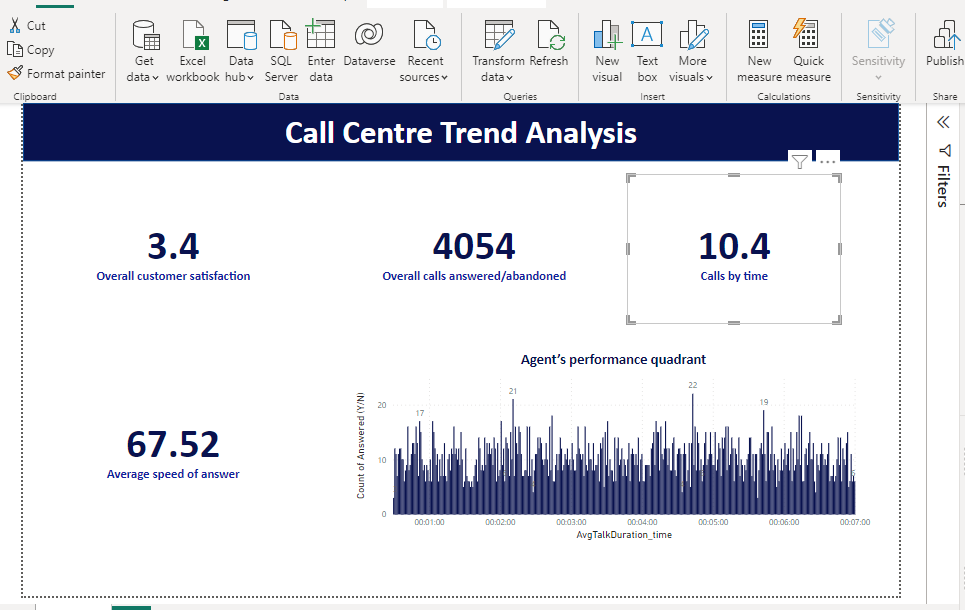 Cut
Copy
Format painter
Clipboard
Get data
Excel workbook
Data hub
SQL Server
Enter data
Dataverse
Recent sources
Data
Transform data
Refresh
Queries
New visual
Text box
More visuals
Insert
New measure
Quick measure
Calculations
Sensitivity
Sensitivity
Publish
Share
Call Centre Trend Analysis
Filters
3.4
Overall customer satisfaction
4054
Overall calls answered/abandoned
10.4
Calls by time
67.52
Average speed of answer
Agent's performance quadrant
Count of Answered (Y/N)
20
10
0
17
21
22
19
5
00:01:00 00:02:00 00:03:00 00:04:00 00:05:00 00:06:00 00:07:00
AvgTalkDuration_time